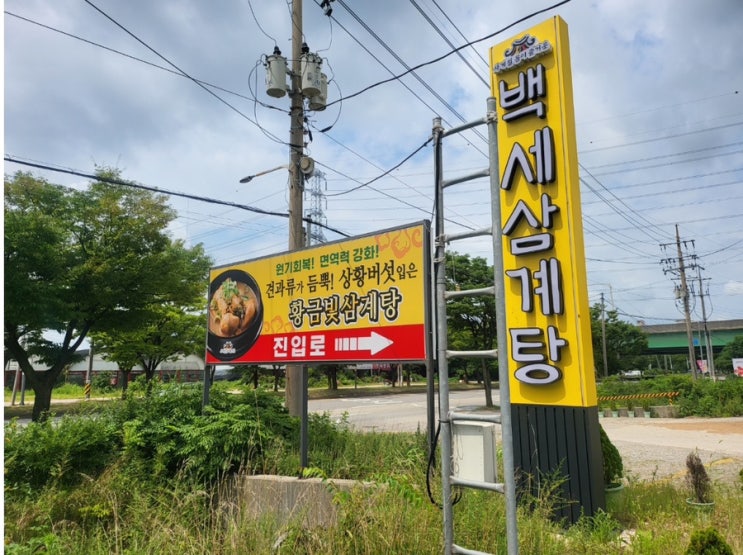 원기회복! 면역력 강화!
견과류가 듬뿍! 상황버섯입은
황금빛삼계탕
진입로
백세삼계탕